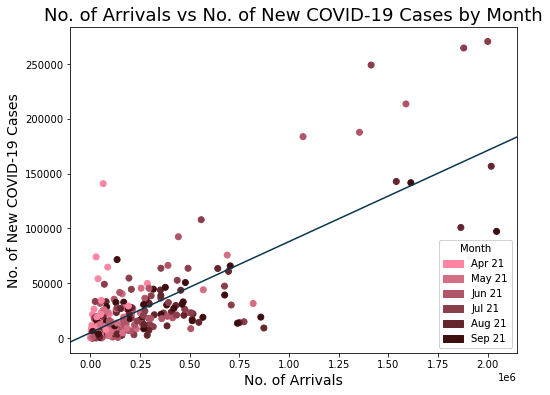 No. of Arrivals vs No. of New COVID-19 Cases by Month
250000
200000
150000
100000
50000
0
No. of New COVID-19 Cases
0.00 0.25 0.50 0.75 1.00 1.25 1.50 1.75 2.00
1e6
No. of Arrivals
Month
Apr 21
May 21
Jun 21
Jul 21
Aug 21
Sep 21